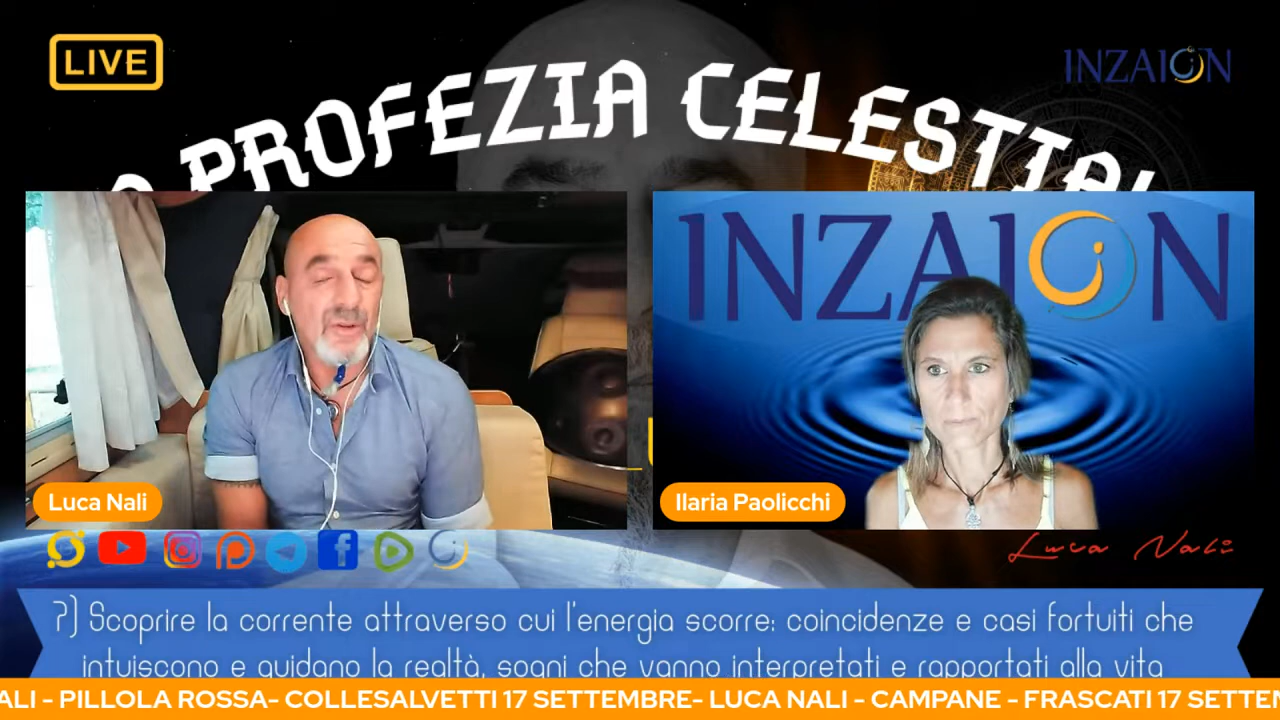 LIVE
INZAION
PROFEZIA CELESTIA
INZAION
Luca Nali
Ilaria Paolicchi
Luca Nali
7) Scoprire la corrente attraverso cui l'energia scorre: coincidenze e casi fortuiti che
intuiscono e guidano la realtà, sogni che vanno interpretati e rapportati alla vita
ALI - PILLOLA ROSSA- COLLESALVETTI 17 SETTEMBRE- LUCA NALI - CAMPANE - FRASCATI 17 SETTEM